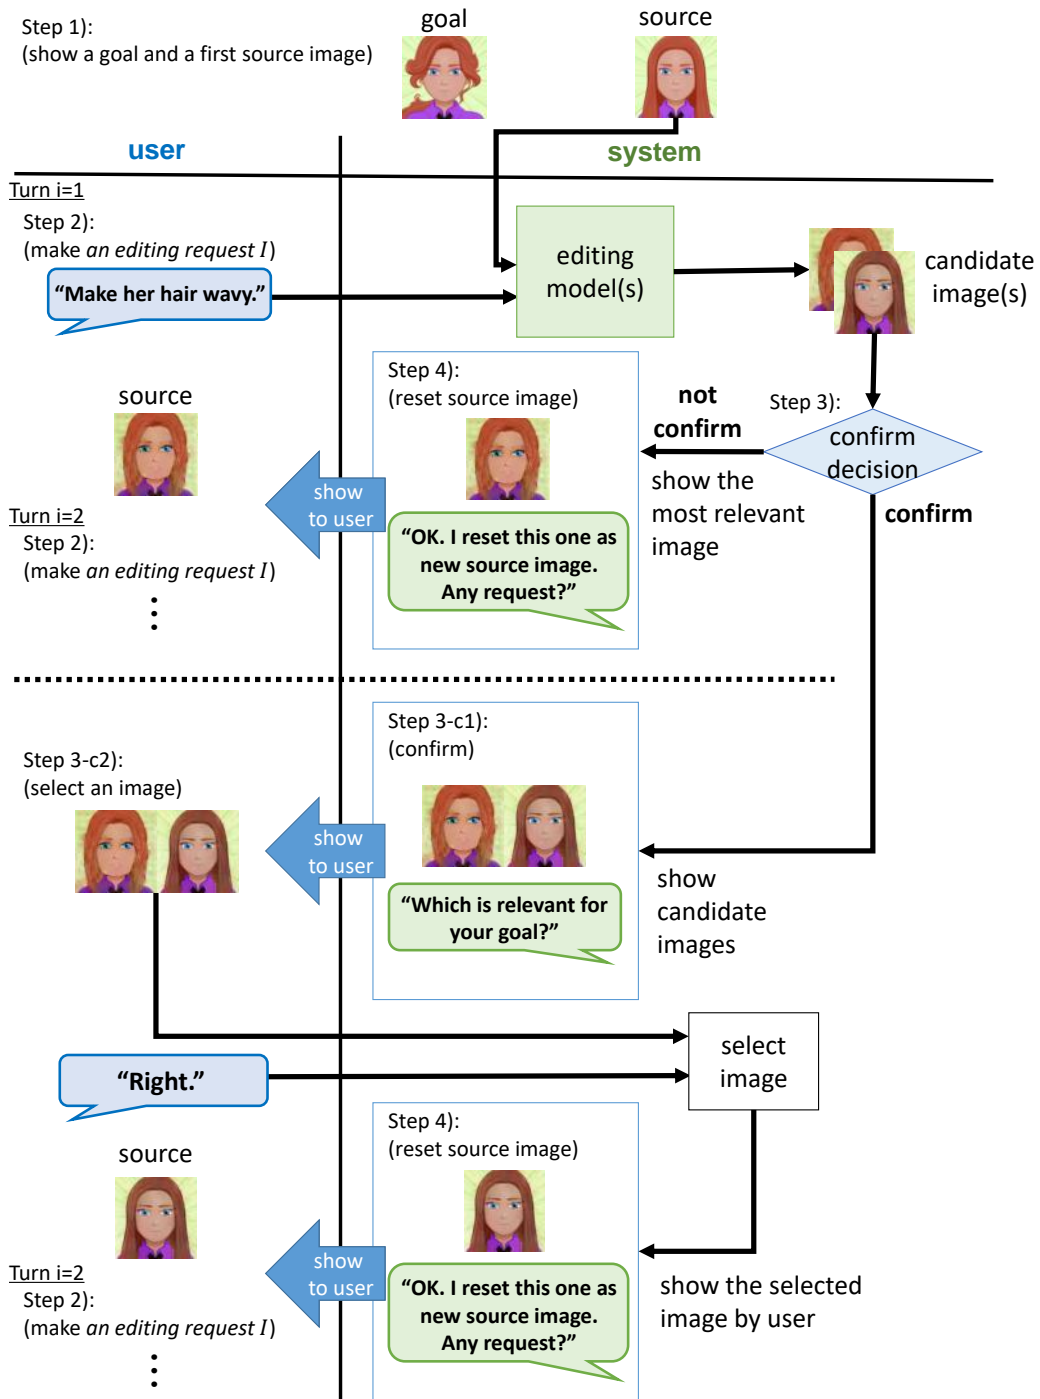 Step 1):
(show a goal and a first source image)
goal
source
user
system
Turn i=1
Step 2):
(make an editing request I)
“Make her hair wavy.”
editing
model(s)
candidate
image(s)
Step 3):
confirm
decision
not
confirm
show the
most relevant
image
confirm
Step 4):
(reset source image)
“OK. I reset this one as
new source image.
Any request?”
show
to user
source
Turn i=2
Step 2):
(make an editing request I)
Step 3-c1):
(confirm)
“Which is relevant for
your goal?”
show
candidate
images
show
to user
Step 3-c2):
(select an image)
“Right.”
select
image
Step 4):
(reset source image)
“OK. I reset this one as
new source image.
Any request?”
show the selected
image by user
show
to user
source
Turn i=2
Step 2):
(make an editing request I)